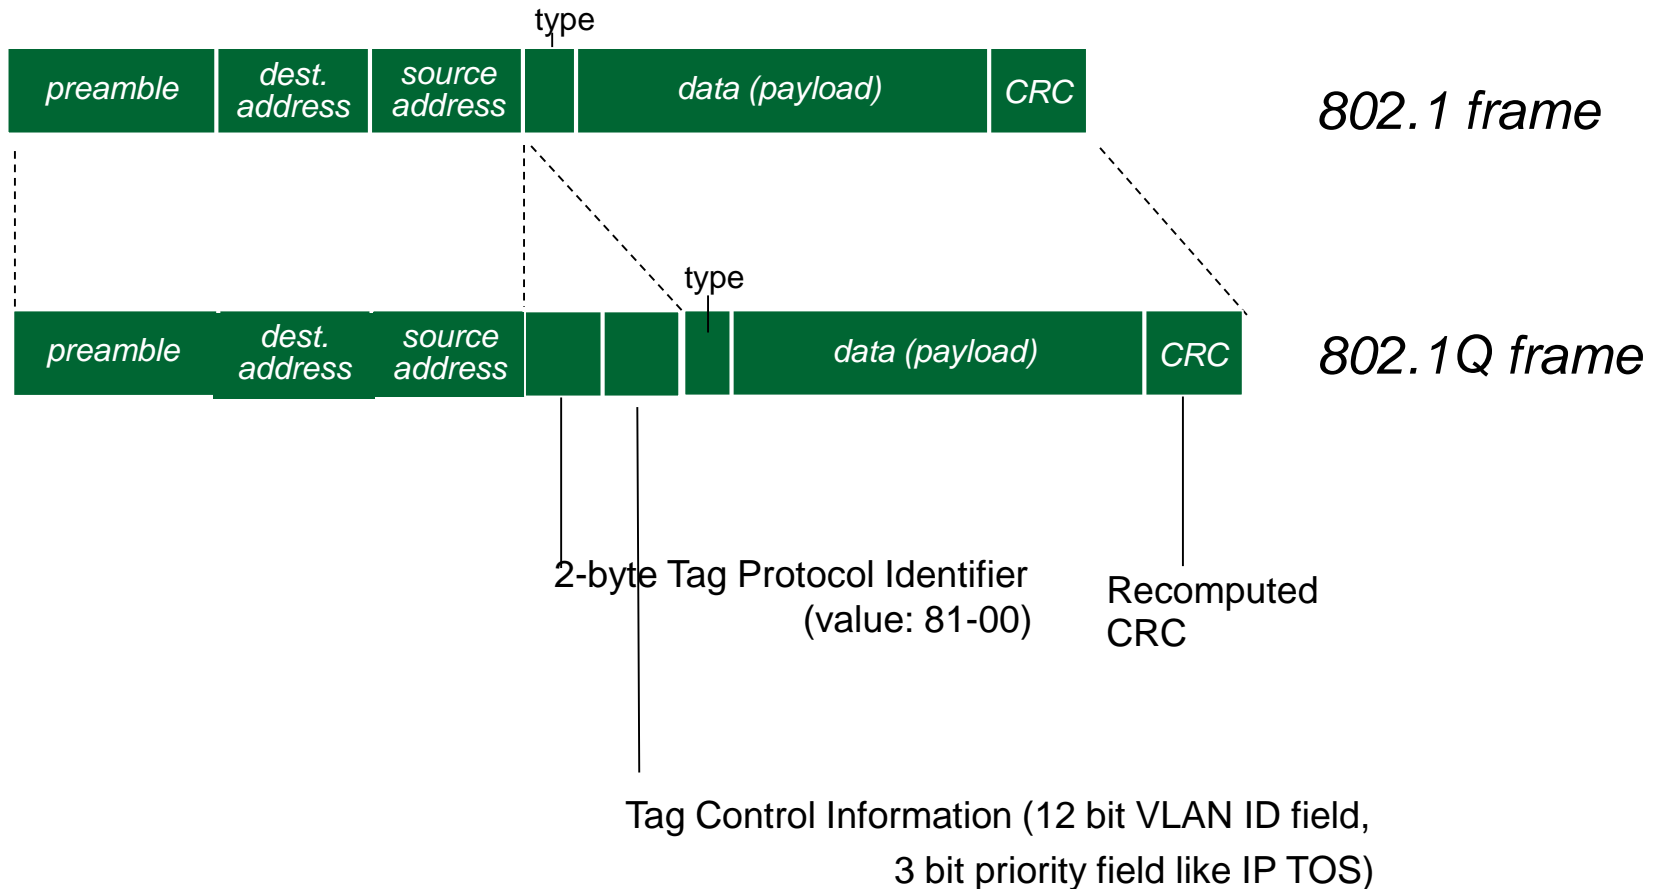 type
preamble
dest.
address
source
address
data (payload)
CRC
802.1 frame
type
preamble
dest.
address
source
address
data (payload)
CRC
802.1Q frame
2-byte Tag Protocol Identifier
(value: 81-00)
Recomputed
CRC
Tag Control Information (12 bit VLAN ID field,
3 bit priority field like IP TOS)